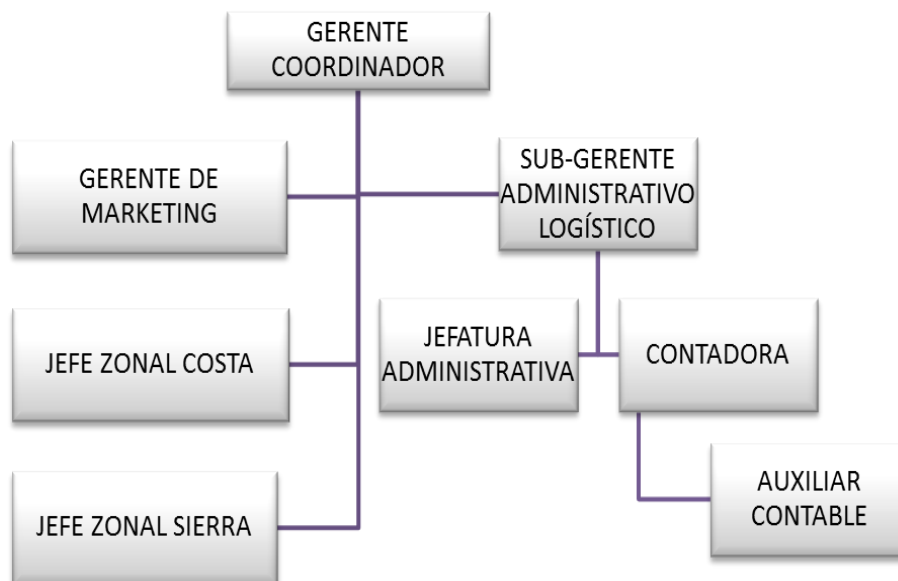 GERENTE
COORDINADOR
GERENTE DE
MARKETING
SUB-GERENTE
ADMINISTRATIVO
LOGÍSTICO
JEFE ZONAL COSTA
JEFATURA
ADMINISTRATIVA
CONTADORA
JEFE ZONAL SIERRA
AUXILIAR
CONTABLE